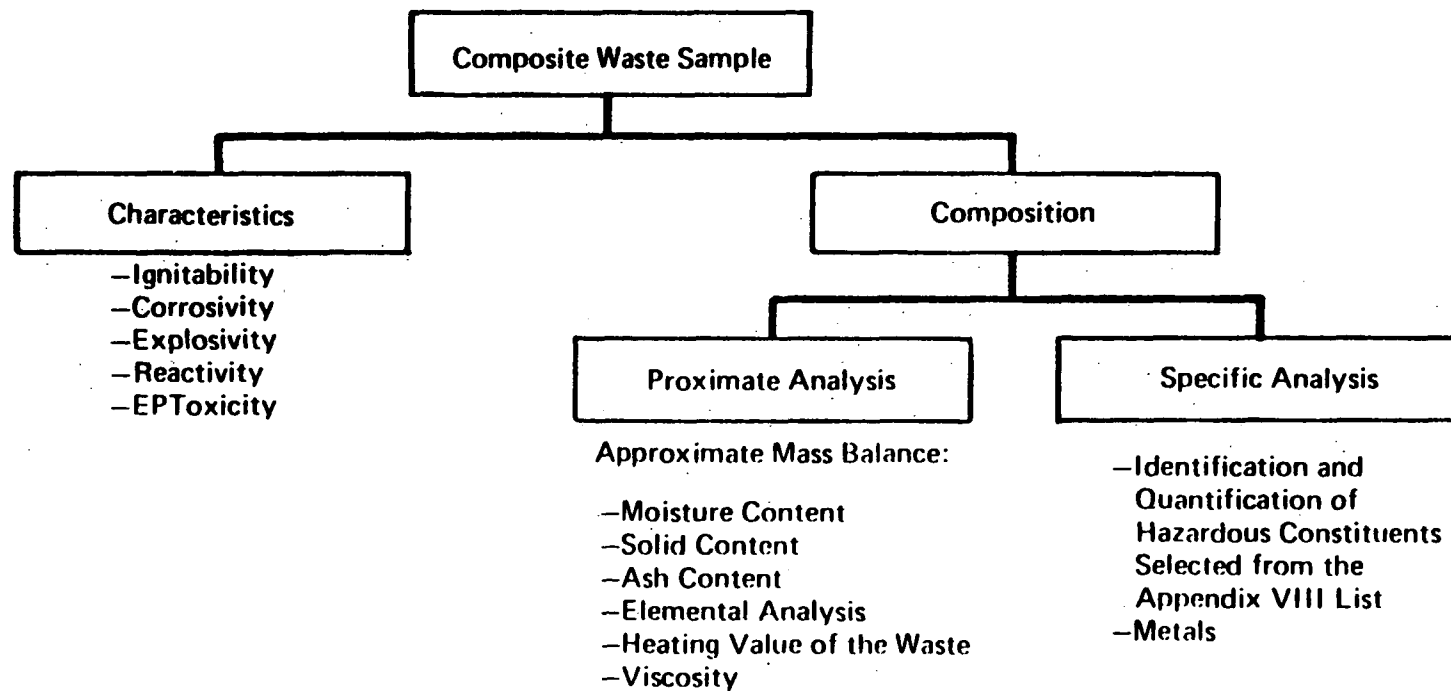 Composite Waste Sample
Characteristics
—Ignitability
—Corrosivity
—Explosivity
—Reactivity
—EPToxicity
Composition
Proximate Analysis
Approximate Mass Balance:
—Moisture Content
—Solid Content
—Ash Content
—Elemental Analysis
—Heating Value of the Waste
—Viscosity
Specific Analysis
—Identification and
Quantification of
Hazardous Constituents
Selected from the
Appendix VIII List
—Metals